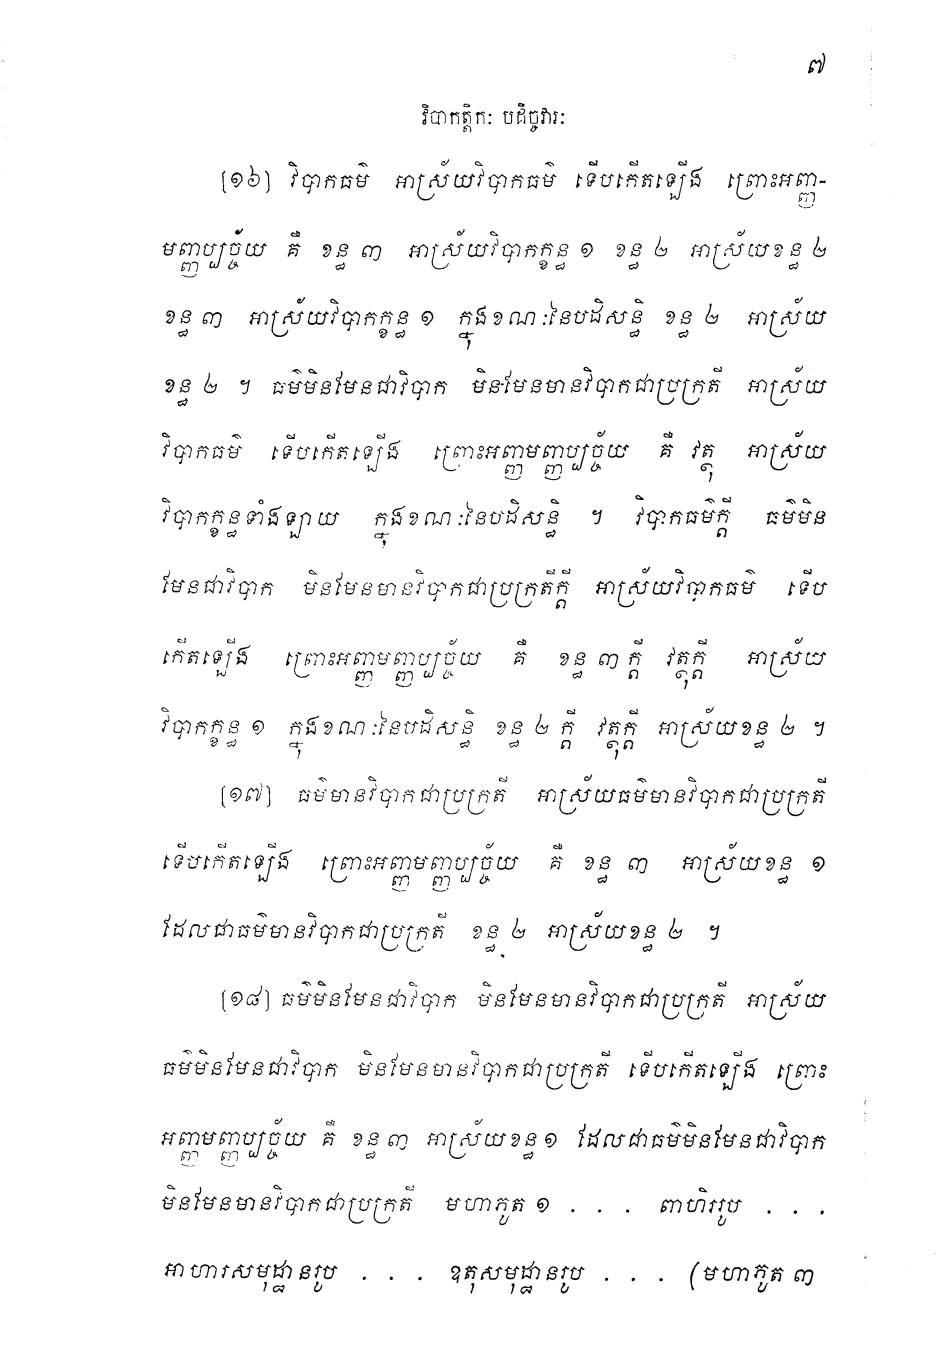 ៧
វិបាកត្តិកៈ បដិច្ចវារៈ
[១៦] វិបាកធម៌ អាស្រ័យវិបាកធម៌ ទើបកើតឡើង ព្រោះអញ្ញ-
មញ្ញប្បច្ច័យ គឺ ខន្ធ ៣ អាស្រ័យវិបាកក្ខន្ធ ១ ខន្ធ ២ អាស្រ័យខន្ធ ២
ខន្ធ ៣ អាស្រ័យវិបាកក្ខន្ធ ១ ក្នុងខណៈនៃបដិសន្ធិ ខន្ធ ២ អាស្រ័យ
ខន្ធ ២ ។ ធម៌មិនមែនជាវិបាក មិនមែនមានវិបាកជាប្រក្រតី អាស្រ័យ
វិបាកធម៌ ទើបកើតឡើង ព្រោះអញ្ញមញ្ញប្បច្ច័យ គឺ វត្ថុ អាស្រ័យ
វិបាកក្ខន្ធទាំងឡាយ ក្នុងខណៈនៃបដិសន្ធិ ។ វិបាកធម៌ក្តី ធម៌មិន
មែនជាវិបាក មិនមែនមានវិបាកជាប្រក្រតីក្តី អាស្រ័យវិបាកធម៌ ទើប
កើតឡើង ព្រោះអញ្ញមញ្ញប្បច្ច័យ គឺ ខន្ធ ៣ ក្តី វត្ថុក្តី អាស្រ័យ
វិបាកក្ខន្ធ ១ ក្នុងខណៈនៃបដិសន្ធិ ខន្ធ ២ ក្តី វត្ថុក្តី អាស្រ័យខន្ធ ២ ។
[១៧] ធម៌មានវិបាកជាប្រក្រតី អាស្រ័យធម៌មានវិបាកជាប្រក្រតី
ទើបកើតឡើង ព្រោះអញ្ញមញ្ញប្បច្ច័យ គឺ ខន្ធ ៣ អាស្រ័យខន្ធ ១
ដែលជាធម៌មានវិបាកជាប្រក្រតី ខន្ធ ២ អាស្រ័យខន្ធ ២ ។
[១៨] ធម៌មិនមែនជាវិបាក មិនមែនមានវិបាកជាប្រក្រតី អាស្រ័យ
ធម៌មិនមែនជាវិបាក មិនមែនមានវិបាកជាប្រក្រតី ទើបកើតឡើង ព្រោះ
អញ្ញមញ្ញប្បច្ច័យ គឺ ខន្ធ ៣ អាស្រ័យខន្ធ ១ ដែលជាធម៌មិនមែនជាវិបាក
មិនមែនមានវិបាកជាប្រក្រតី មហាភូត ១ . . . ពាហិររូប . . .
អាហារសមុដ្ឋានរូប . . . ឧតុសមុដ្ឋានរូប . . . (មហាភូត ៣